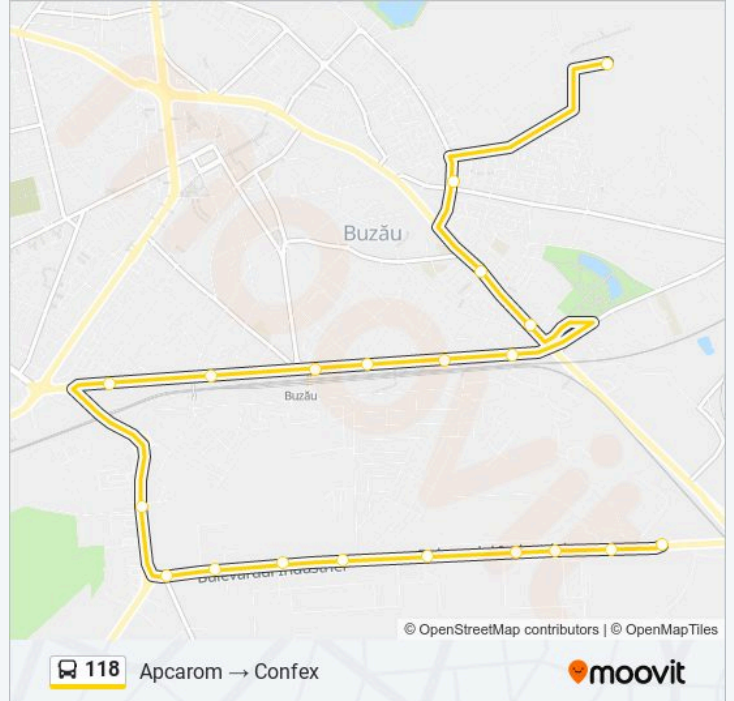 Buzău
Buzău
Bulevardul Industriei
© OpenStreetMap contributors | © OpenMapTiles
118 Apcarom → Confex
moovit